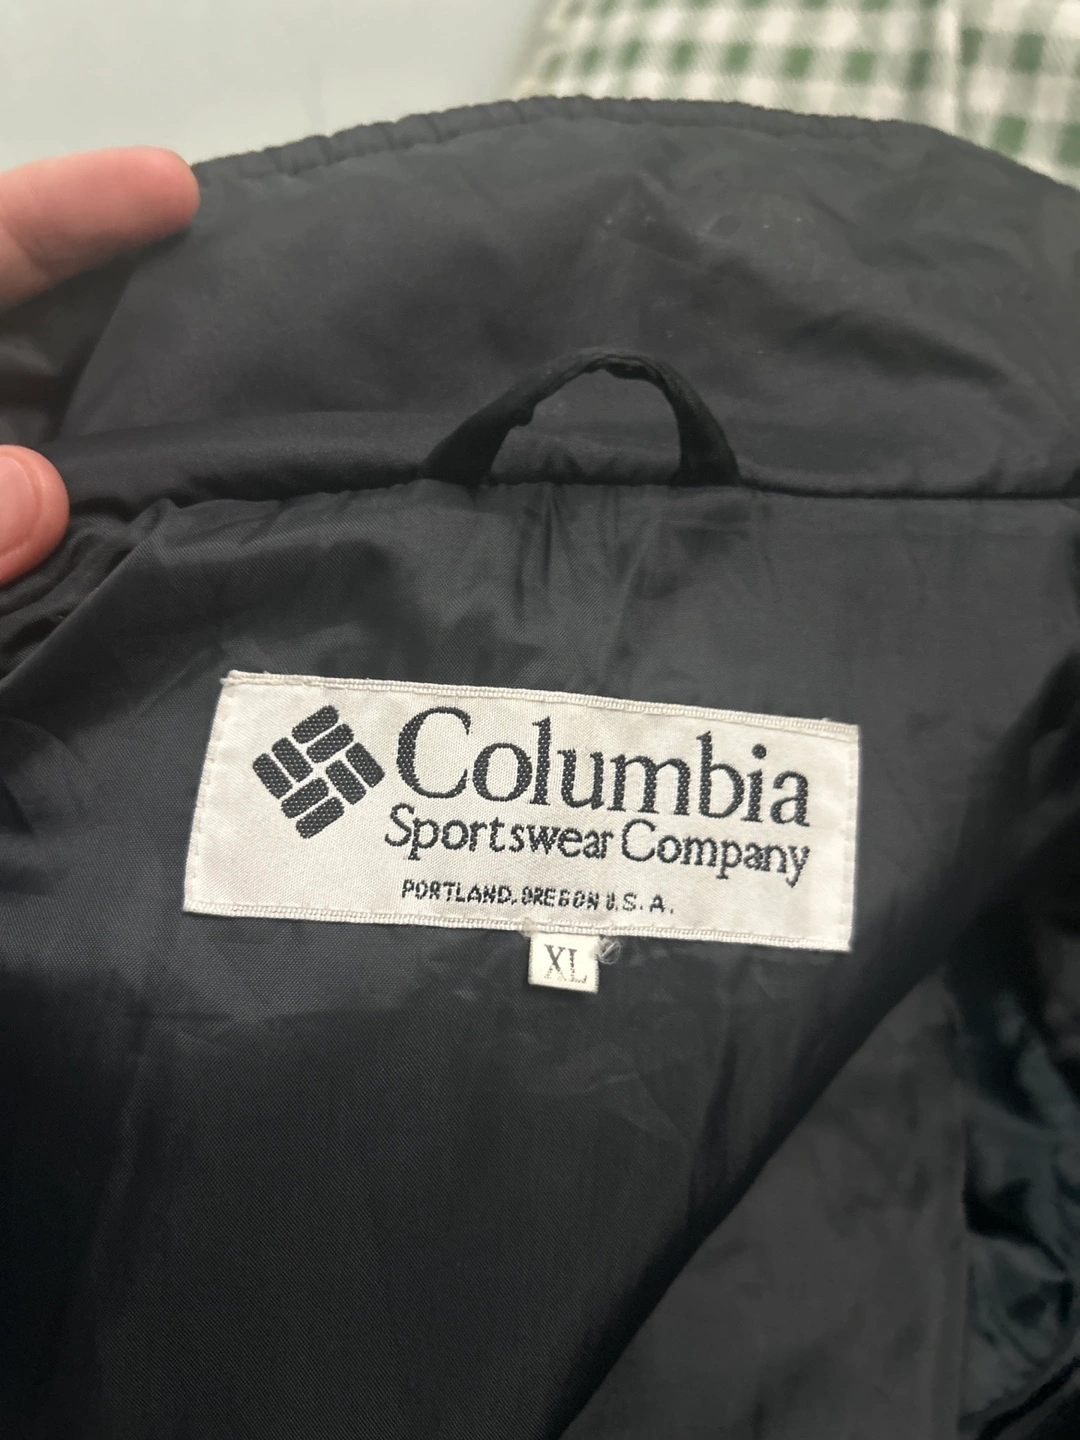 Columbia
Sportswear Company
PORTLAND, OREGON U.S.A.
XL